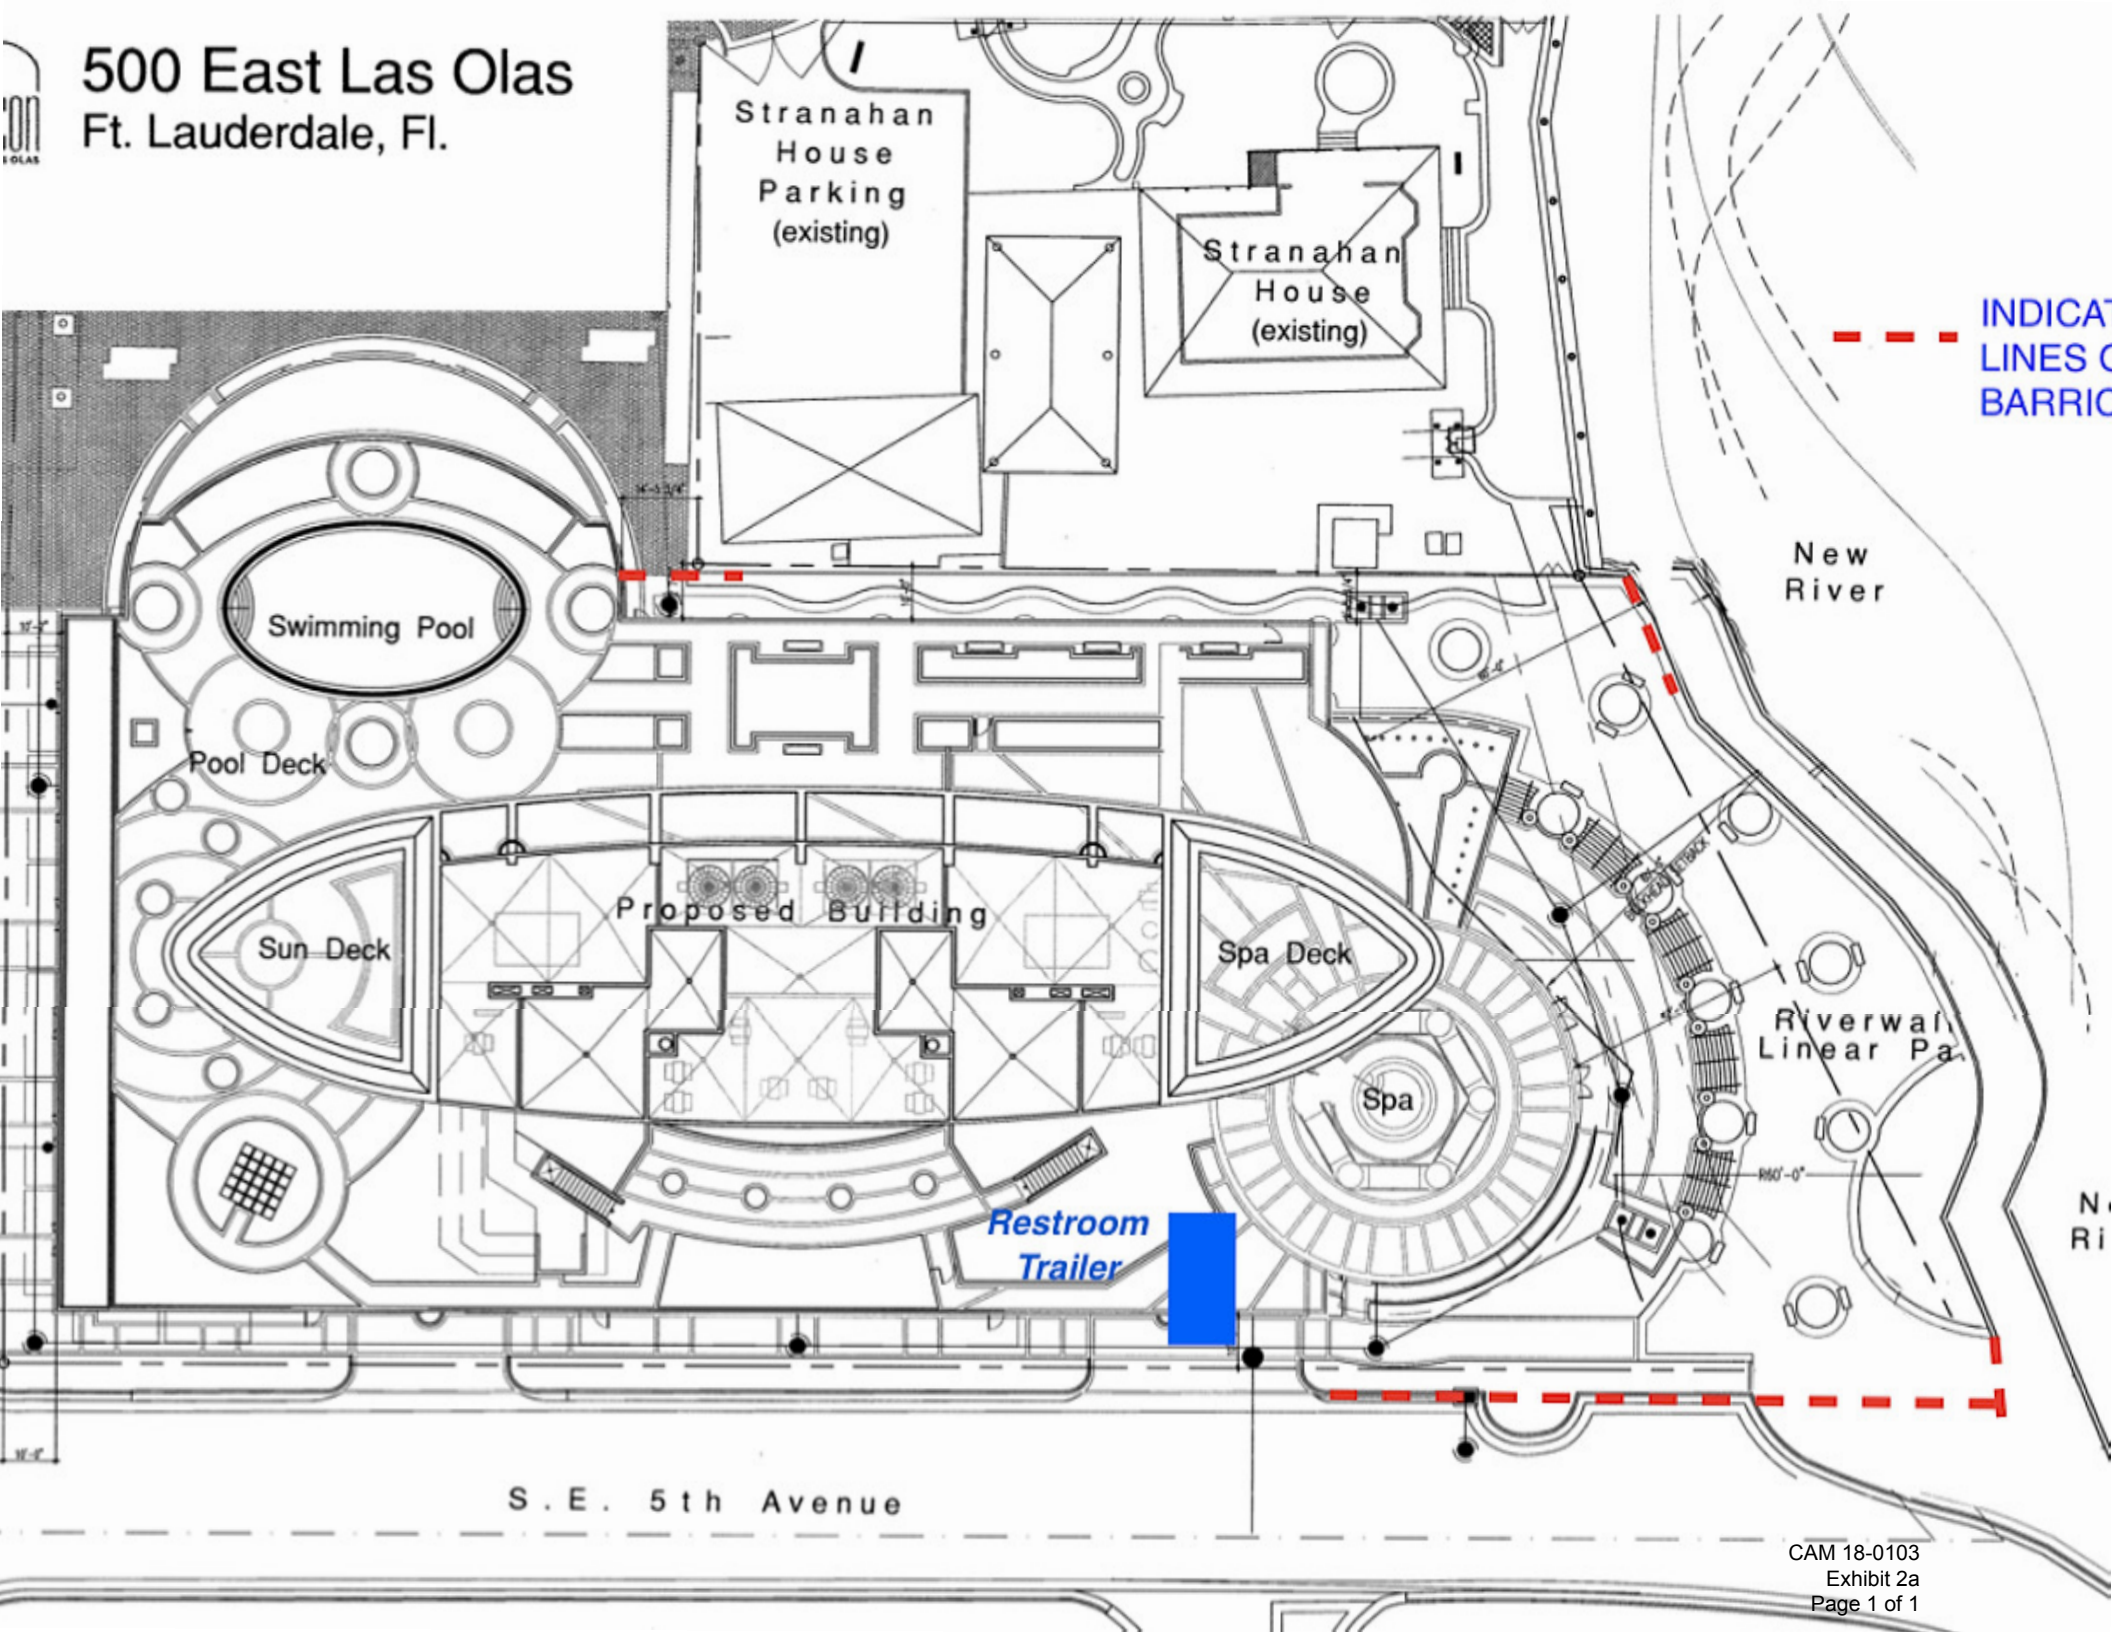 500 East Las Olas
Ft. Lauderdale, Fl.
Stranahan
House
Parking
(existing)
Stranahan
House
(existing)
INDICAT
LINES O
BARRIC
New
River
Swimming Pool
Pool Deck
Proposed Building
Sun Deck
Spa Deck
Riverwal
Linear Pa
Spa
R60'-0"
Restroom
Trailer
Ri
S.E. 5th Avenue
CAM 18-0103
Exhibit 2a
Page 1 of 1